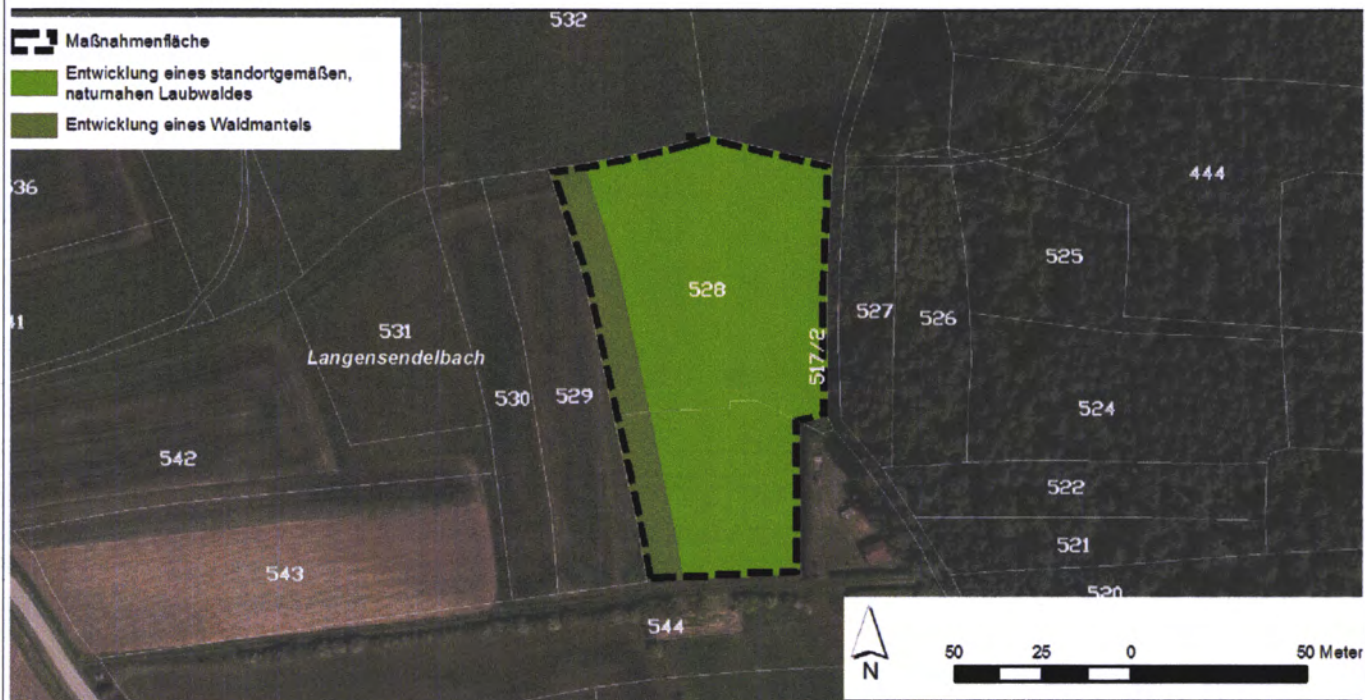 532
Maßnahmenfläche
Entwicklung eines standortgemäßen,
naturnahen Laubwaldes
Entwicklung eines Waldmantels
444
525
528
527
526
531
517/2
Langensendelbach
530
529
524
542
522
521
543
520
544
N
50 25 0 50 Meter